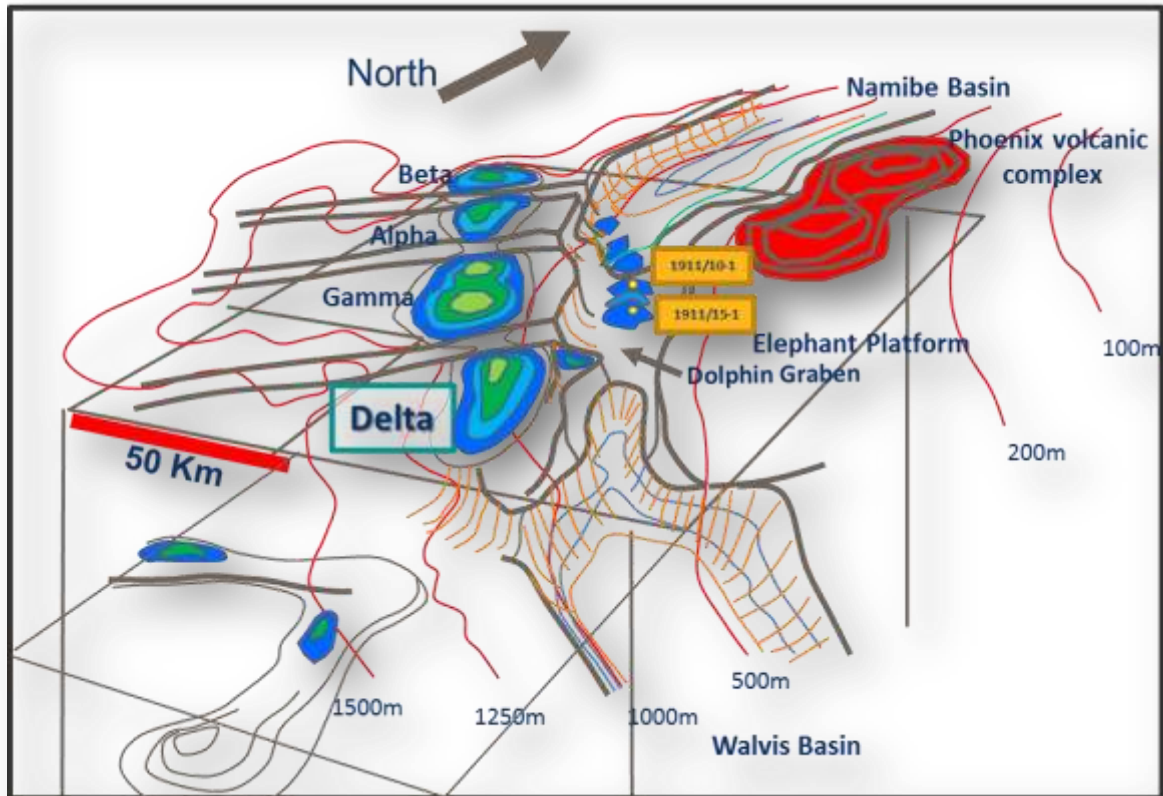 North
Namibe Basin
Phoenix volcanic
complex
Beta
Alpha
1911/10-1
Gamma
1911/15-1
Elephant Platform
100m
Dolphin Graben
Delta
200m
50 Km
500m
1500m
1250m
1000m
Walvis Basin